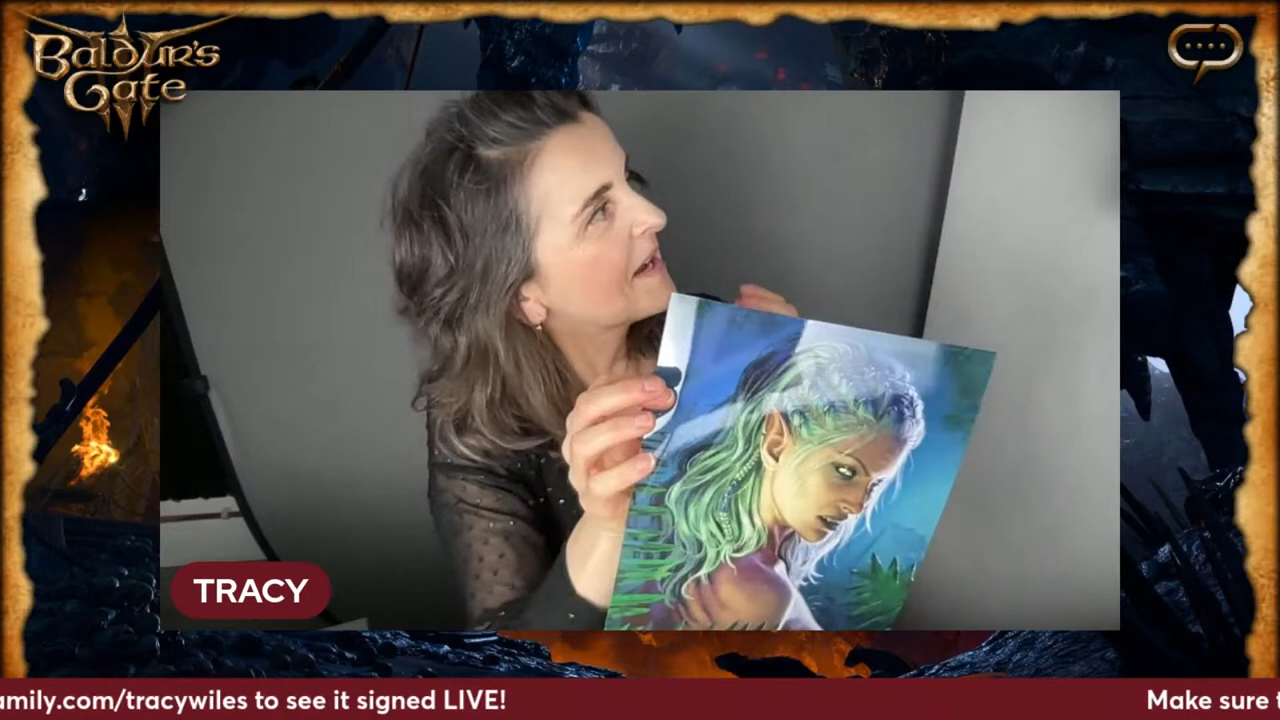 Baldur's
Gate
III
TRACY
amily.com/tracywiles to see it signed LIVE!
Make sure t